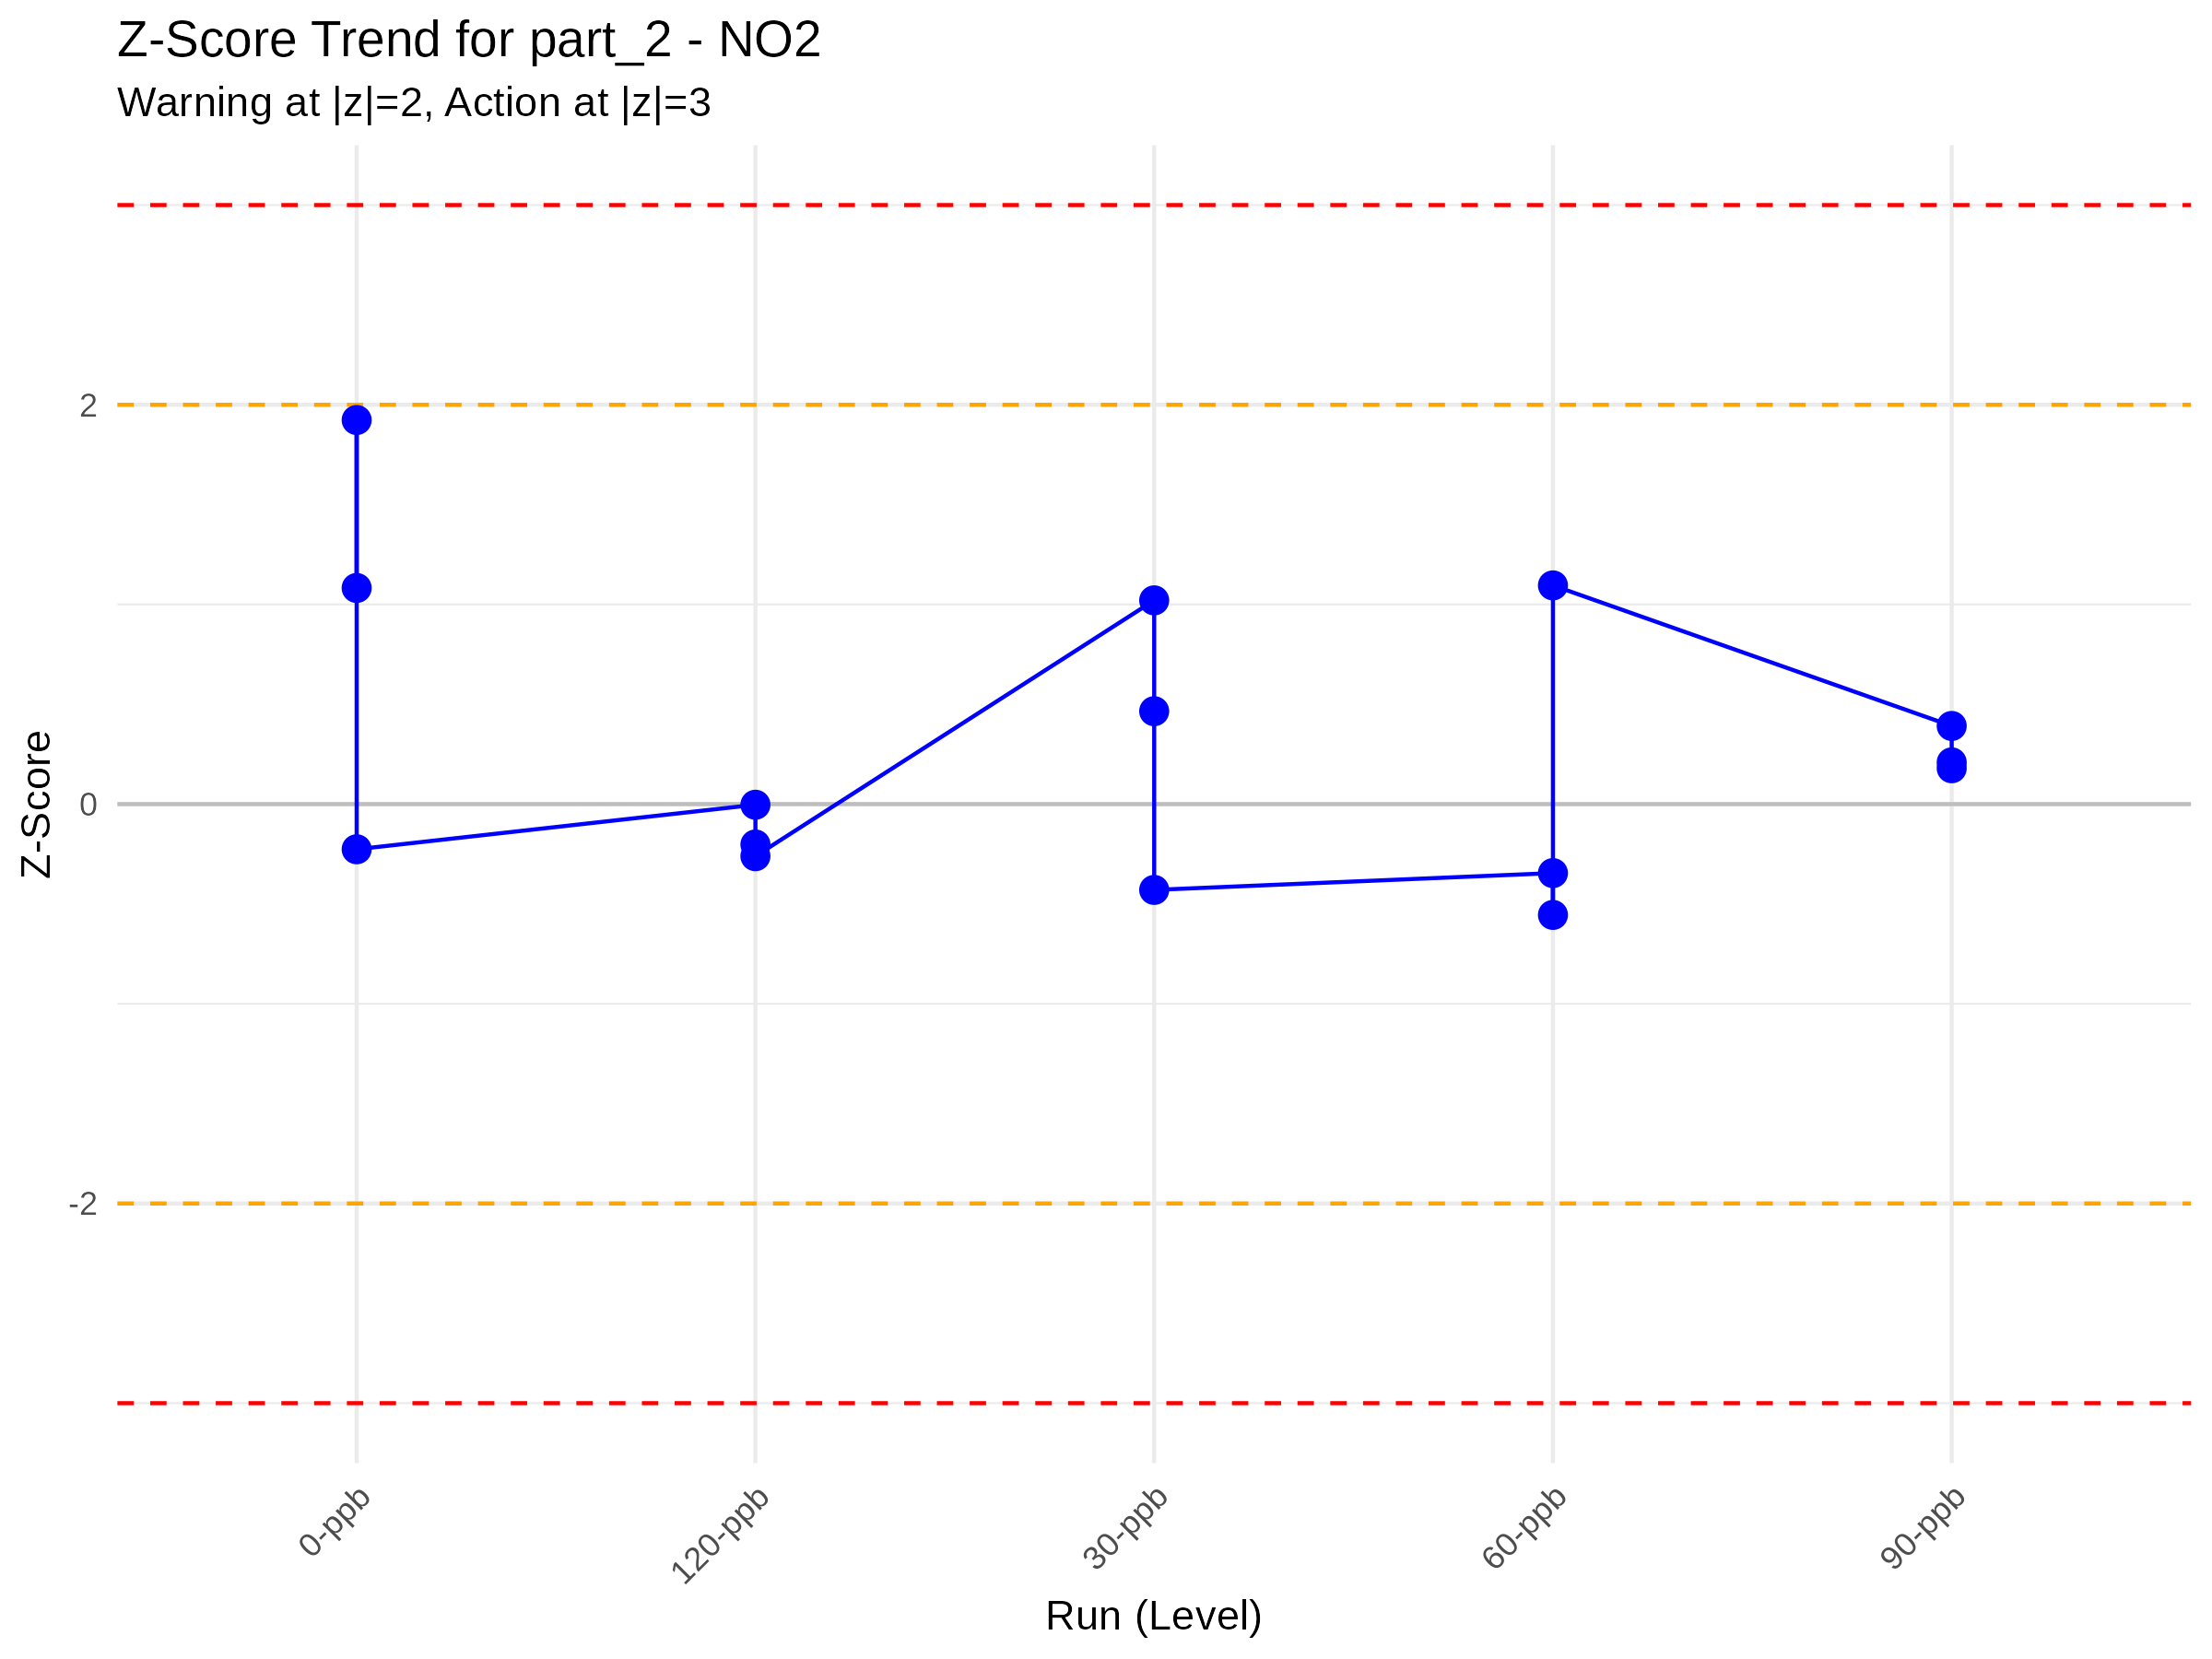 Z-Score Trend for part_2 - NO2
Warning at |z|=2, Action at |z|=3
Z-Score
2
0
-2
0-ppb
120-ppb
30-ppb
60-ppb
90-ppb
Run (Level)